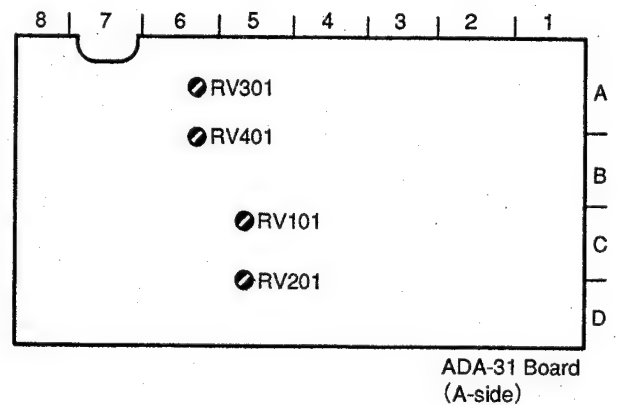 8 7 6 5 4 3 2 1
RV301
A
RV401
B
RV101
C
RV201
D
ADA-31 Board
(A-side)